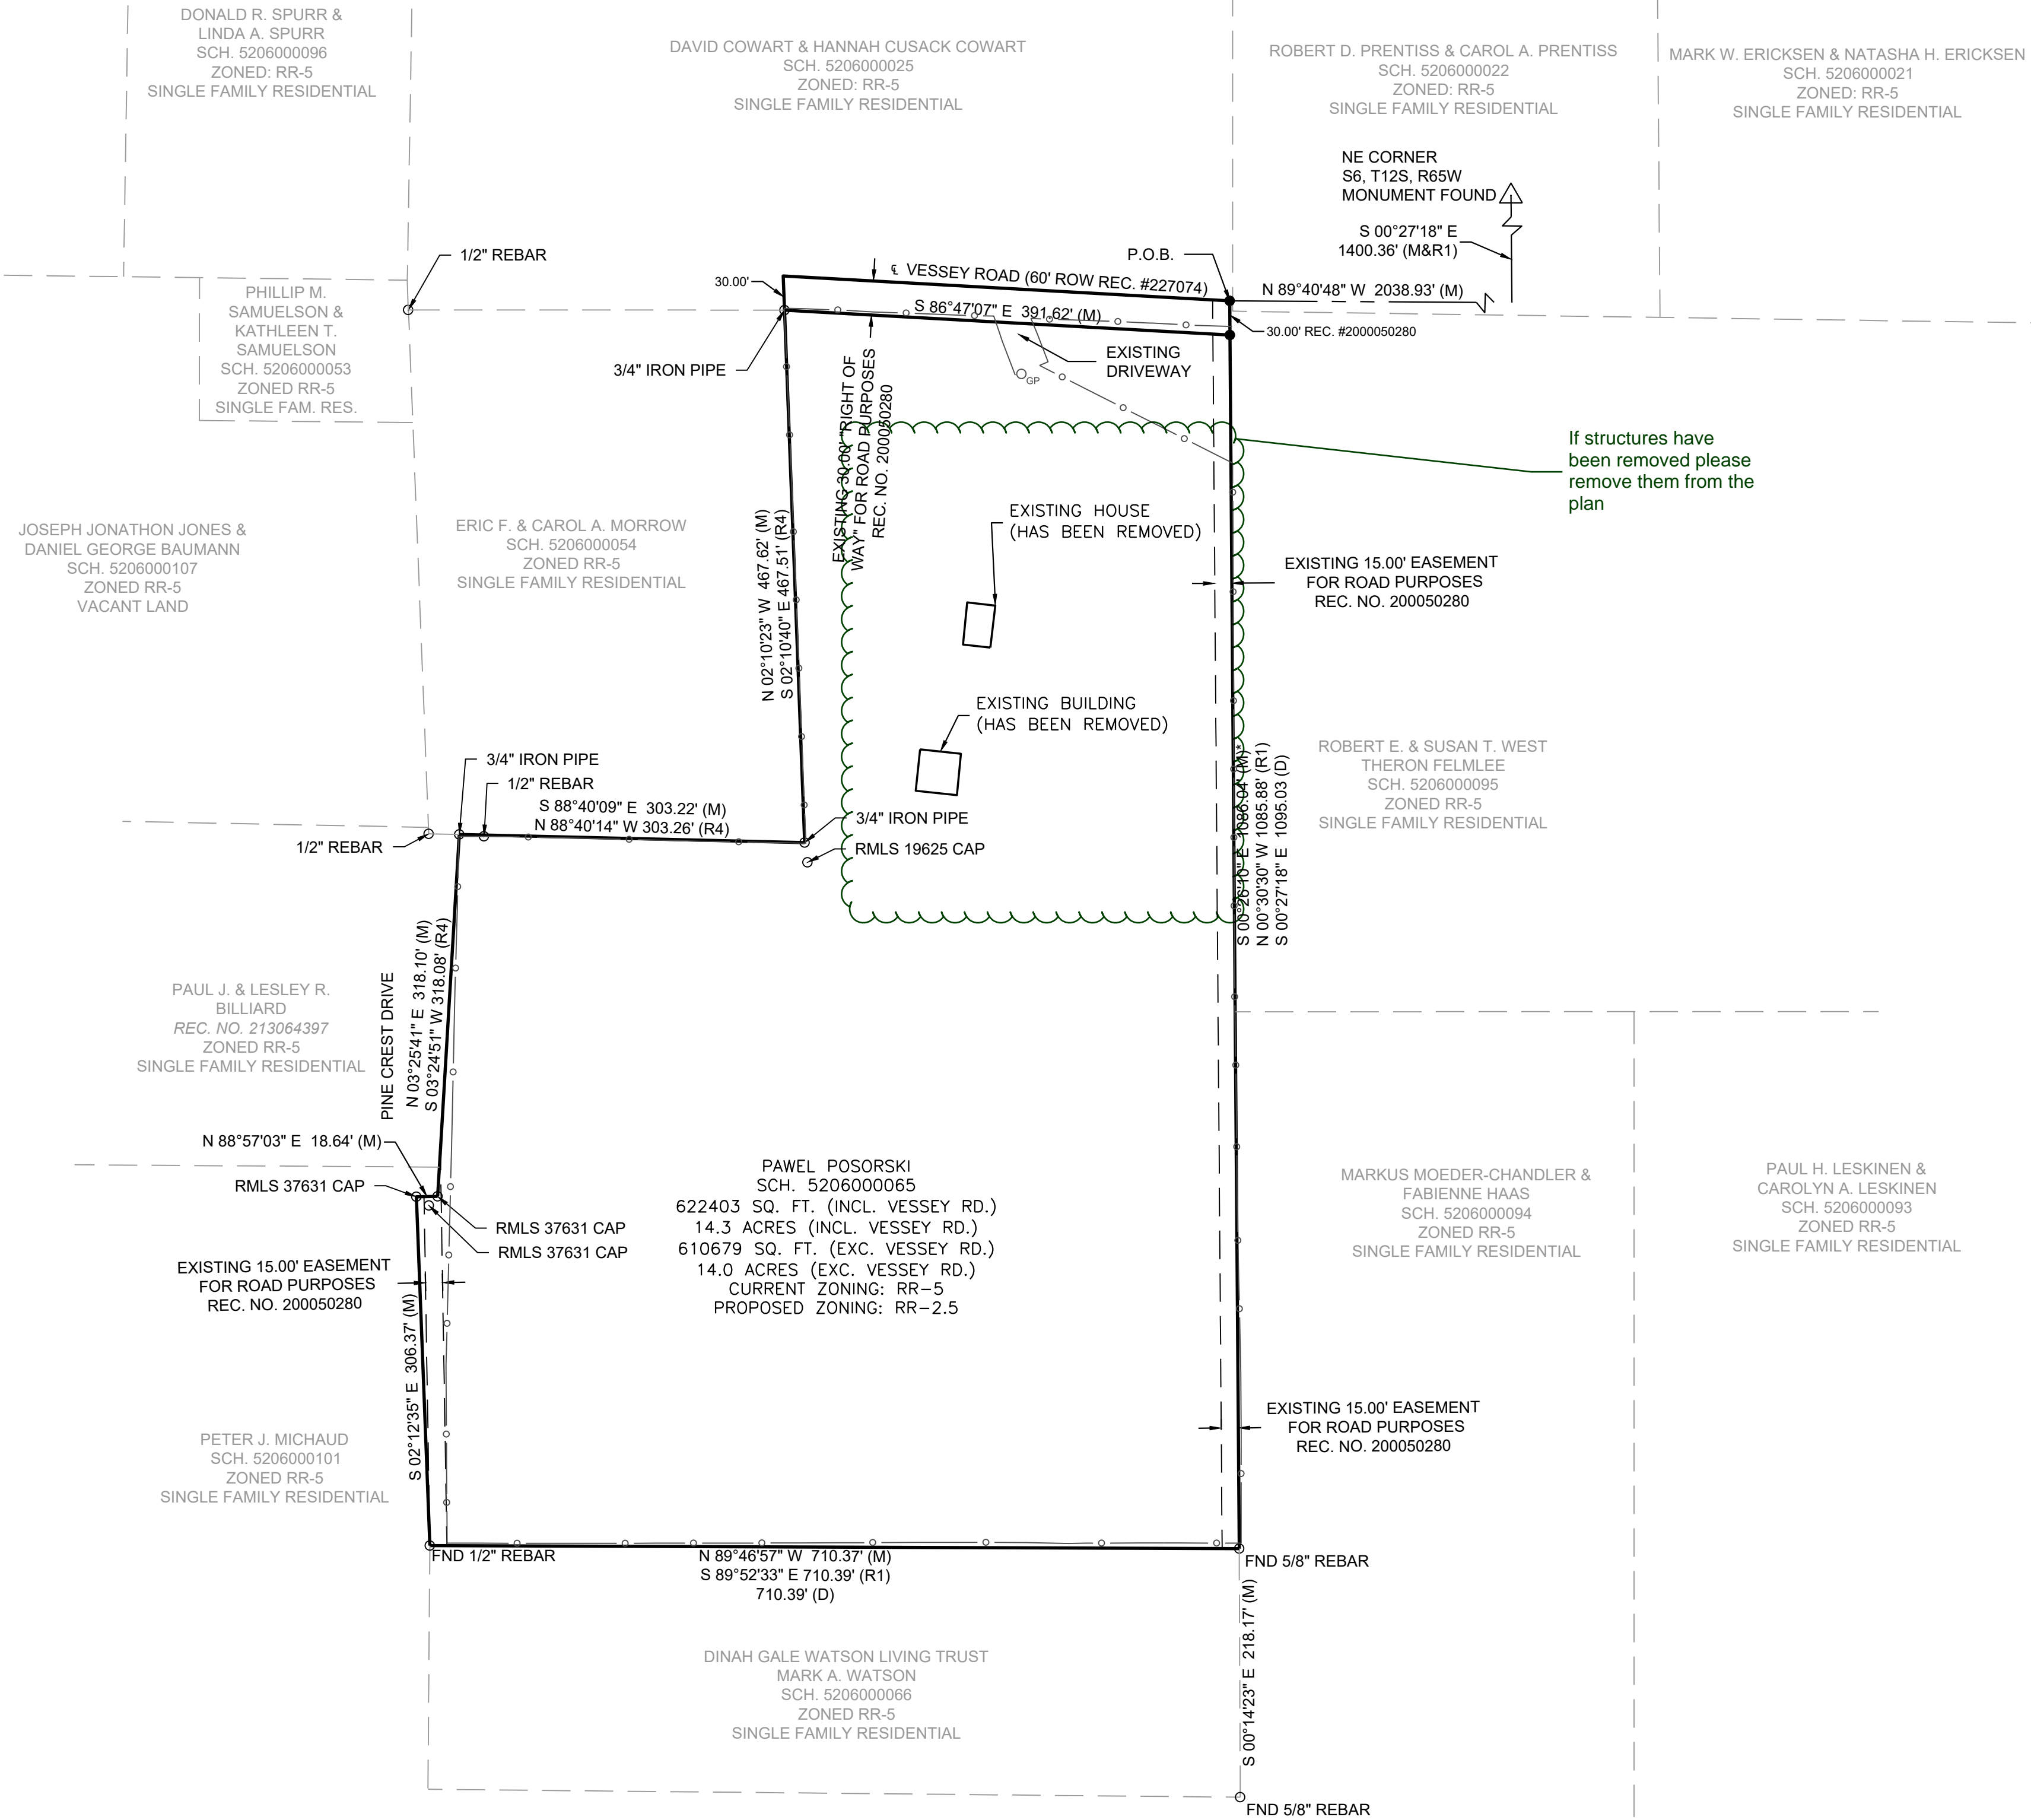 DONALD R. SPURR &
LINDA A. SPURR
SCH. 5206000096
ZONED: RR-5
SINGLE FAMILY RESIDENTIAL
DAVID COWART & HANNAH CUSACK COWART
SCH. 5206000025
ZONED: RR-5
SINGLE FAMILY RESIDENTIAL
ROBERT D. PRENTISS & CAROL A. PRENTISS
SCH. 5206000022
ZONED: RR-5
SINGLE FAMILY RESIDENTIAL
MARK W. ERICKSEN & NATASHA H. ERICKSEN
SCH. 5206000021
ZONED: RR-5
SINGLE FAMILY RESIDENTIAL
NE CORNER
S6, T12S, R65W
MONUMENT FOUND
S 00°27'18" E
1400.36' (M&R1)
1/2" REBAR
P.O.B.
℄ VESSEY ROAD (60' ROW REC. #227074)
30.00'
N 89°40'48" W 2038.93' (M)
S 86°47'07" E 391.62' (M)
30.00' REC. #2000050280
PHILLIP M.
SAMUELSON &
KATHLEEN T.
SAMUELSON
SCH. 5206000053
ZONED RR-5
SINGLE FAM. RES.
3/4" IRON PIPE
EXISTING
DRIVEWAY
GP
EXISTING 30.00' "RIGHT OF
WAY" FOR ROAD PURPOSES
REC. NO. 200050280
If structures have
been removed please
remove them from the
plan
JOSEPH JONATHON JONES &
DANIEL GEORGE BAUMANN
SCH. 5206000107
ZONED RR-5
VACANT LAND
ERIC F. & CAROL A. MORROW
SCH. 5206000054
ZONED RR-5
SINGLE FAMILY RESIDENTIAL
N 02°10'23" W 467.62' (M)
S 02°10'40" E 467.51' (R4)
EXISTING HOUSE
(HAS BEEN REMOVED)
EXISTING 15.00' EASEMENT
FOR ROAD PURPOSES
REC. NO. 200050280
EXISTING BUILDING
(HAS BEEN REMOVED)
ROBERT E. & SUSAN T. WEST
THERON FELMLEE
SCH. 5206000095
ZONED RR-5
SINGLE FAMILY RESIDENTIAL
S 00°26'10" E 1086.04' (M)*
N 00°30'30" W 1085.88' (R1)
S 00°27'18" E 1095.03 (D)
3/4" IRON PIPE
1/2" REBAR
S 88°40'09" E 303.22' (M)
N 88°40'14" W 303.26' (R4)
3/4" IRON PIPE
1/2" REBAR
RMLS 19625 CAP
PAUL J. & LESLEY R.
BILLIARD
REC. NO. 213064397
ZONED RR-5
SINGLE FAMILY RESIDENTIAL
PINE CREST DRIVE
N 03°25'41" E 318.10' (M)
S 03°24'51" W 318.08' (R4)
N 88°57'03" E 18.64' (M)
RMLS 37631 CAP
RMLS 37631 CAP
RMLS 37631 CAP
EXISTING 15.00' EASEMENT
FOR ROAD PURPOSES
REC. NO. 200050280
S 02°12'35" E 306.37' (M)
PAWEL POSORSKI
SCH. 5206000065
622403 SQ. FT. (INCL. VESSEY RD.)
14.3 ACRES (INCL. VESSEY RD.)
610679 SQ. FT. (EXC. VESSEY RD.)
14.0 ACRES (EXC. VESSEY RD.)
CURRENT ZONING: RR-5
PROPOSED ZONING: RR-2.5
MARKUS MOEDER-CHANDLER &
FABIENNE HAAS
SCH. 5206000094
ZONED RR-5
SINGLE FAMILY RESIDENTIAL
PAUL H. LESKINEN &
CAROLYN A. LESKINEN
SCH. 5206000093
ZONED RR-5
SINGLE FAMILY RESIDENTIAL
EXISTING 15.00' EASEMENT
FOR ROAD PURPOSES
REC. NO. 200050280
PETER J. MICHAUD
SCH. 5206000101
ZONED RR-5
SINGLE FAMILY RESIDENTIAL
FND 1/2" REBAR
N 89°46'57" W 710.37' (M)
S 89°52'33" E 710.39' (R1)
710.39' (D)
FND 5/8" REBAR
S 00°14'23" E 218.17' (M)
DINAH GALE WATSON LIVING TRUST
MARK A. WATSON
SCH. 5206000066
ZONED RR-5
SINGLE FAMILY RESIDENTIAL
FND 5/8" REBAR